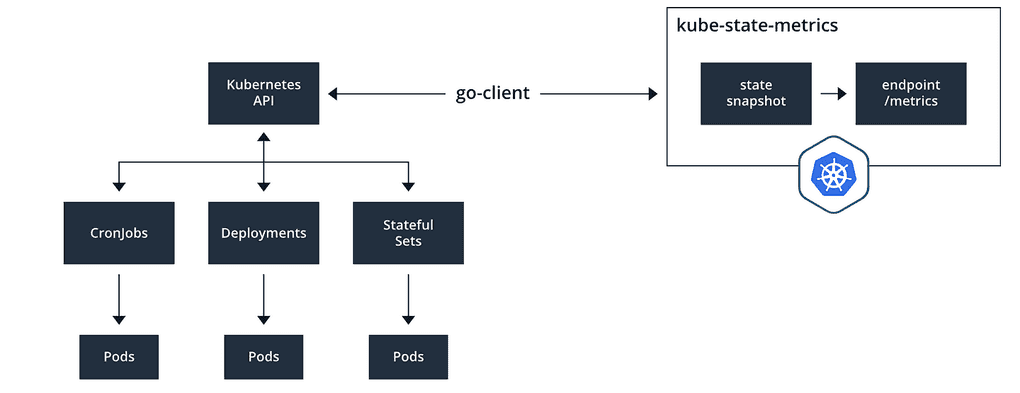 kube-state-metrics
Kubernetes
API
go-client
state
snapshot
endpoint
/metrics
CronJobs
Deployments
Stateful
Sets
Pods
Pods
Pods